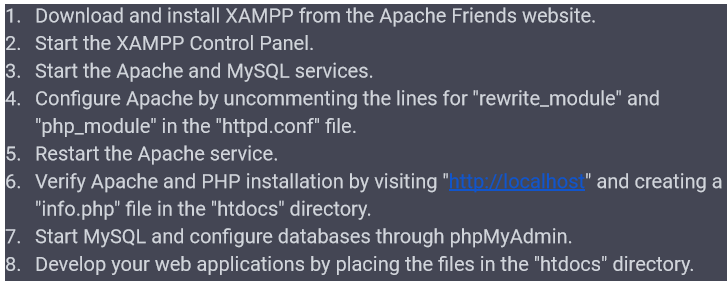 1. Download and install XAMPP from the Apache Friends website.
2. Start the XAMPP Control Panel.
3. Start the Apache and MySQL services.
4. Configure Apache by uncommenting the lines for "rewrite_module" and
"php_module" in the "httpd.conf" file.
5. Restart the Apache service.
6. Verify Apache and PHP installation by visiting "http://localhost" and creating a
"info.php" file in the "htdocs" directory.
7. Start MySQL and configure databases through phpMyAdmin.
8. Develop your web applications by placing the files in the "htdocs" directory.